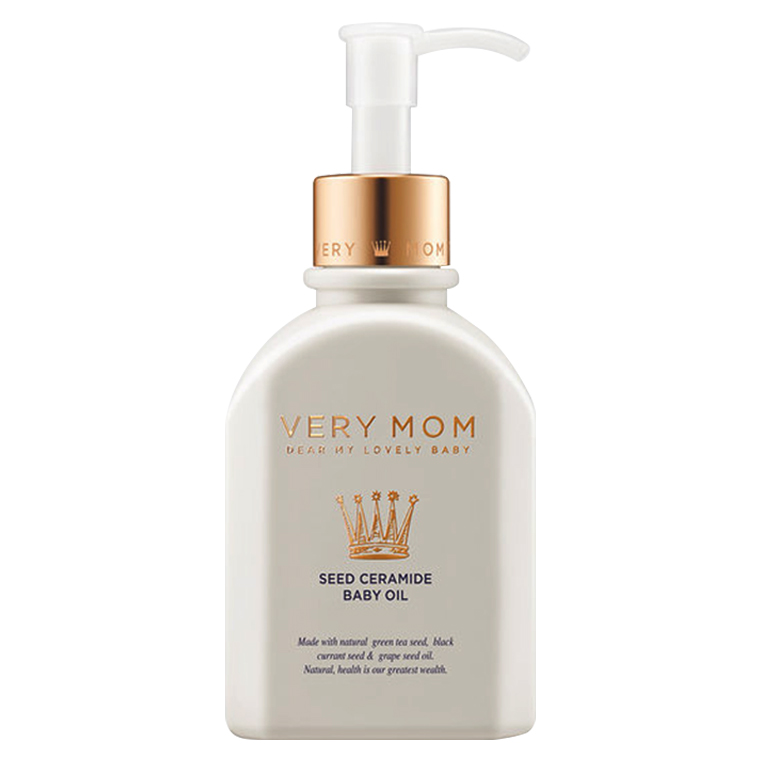 VERY MOM
VERY MOM
DEAR MY LOVELY BABY
SEED CERAMIDE
BABY OIL
Made with natural green tea seed, black
currant seed & grape seed oil.
Natural, health is our greatest wealth.